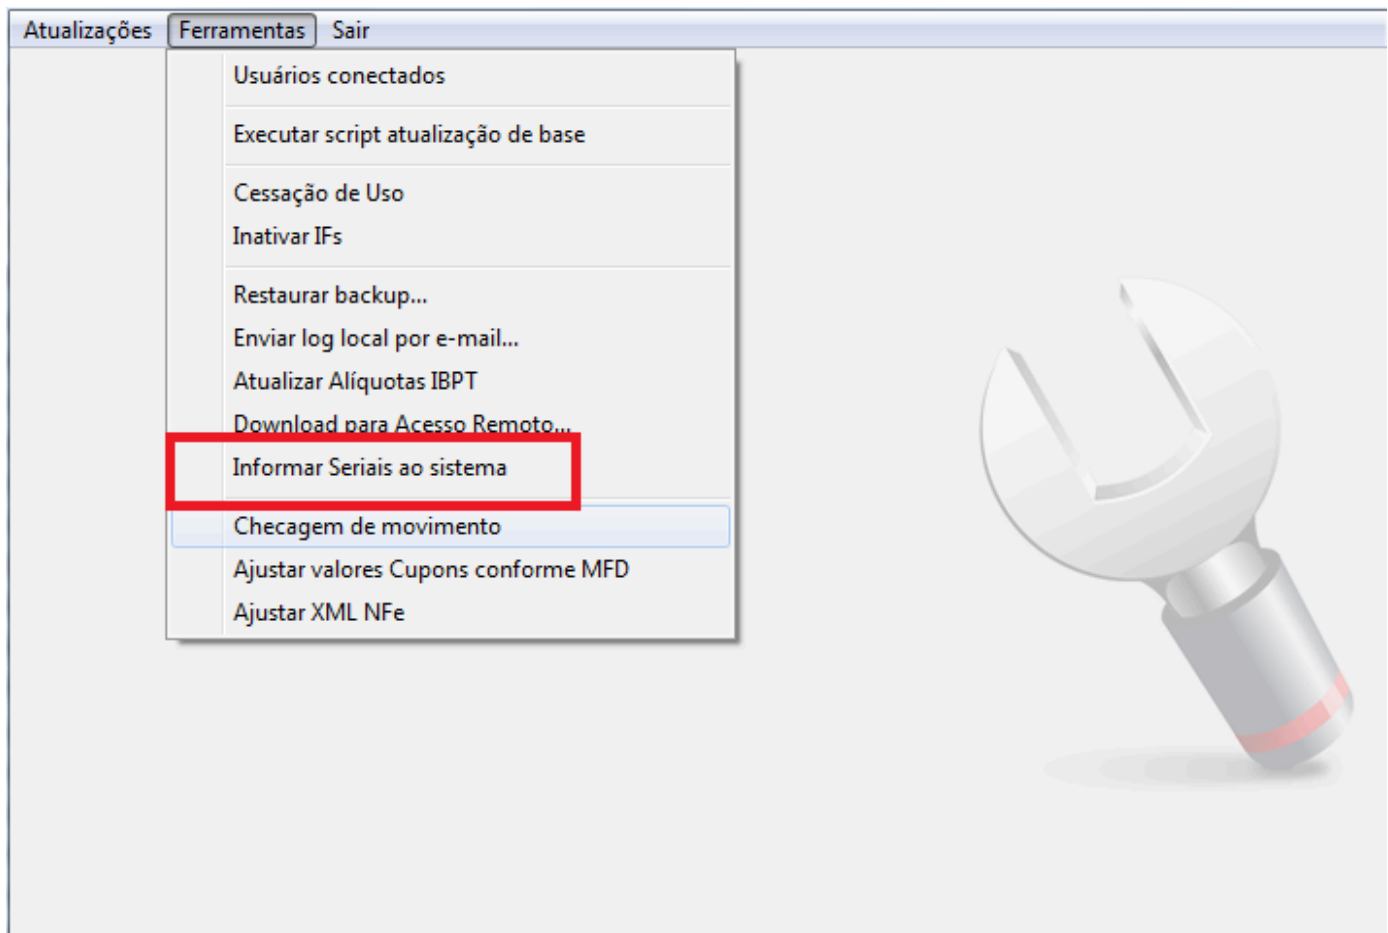 Atualizações Ferramentas Sair
Usuários conectados
Executar script atualização de base
Cessação de Uso
Inativar IFs
Restaurar backup...
Enviar log local por e-mail...
Atualizar Alíquotas IBPT
Download para Acesso Remoto...
Informar Seriais ao sistema
Checagem de movimento
Ajustar valores Cupons conforme MFD
Ajustar XML NFe